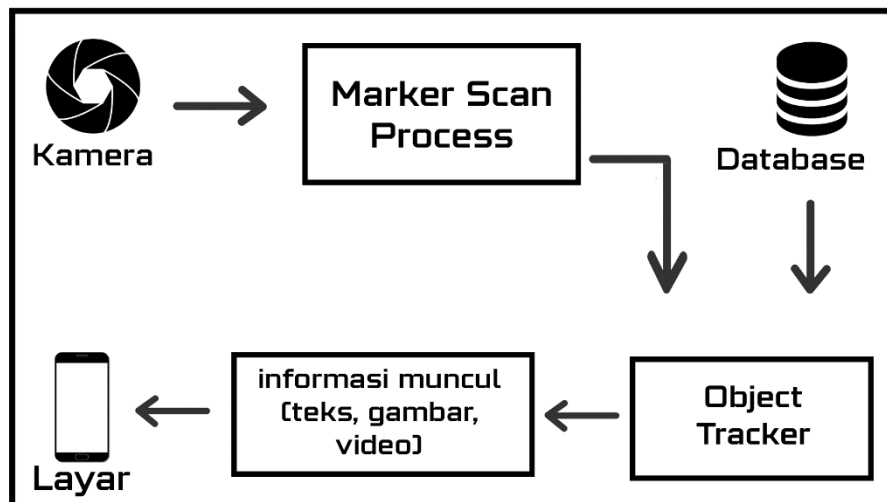 Kamera
Marker Scan
Process
Database
Layar
informasi muncul
(teks, gambar,
video)
Object
Tracker